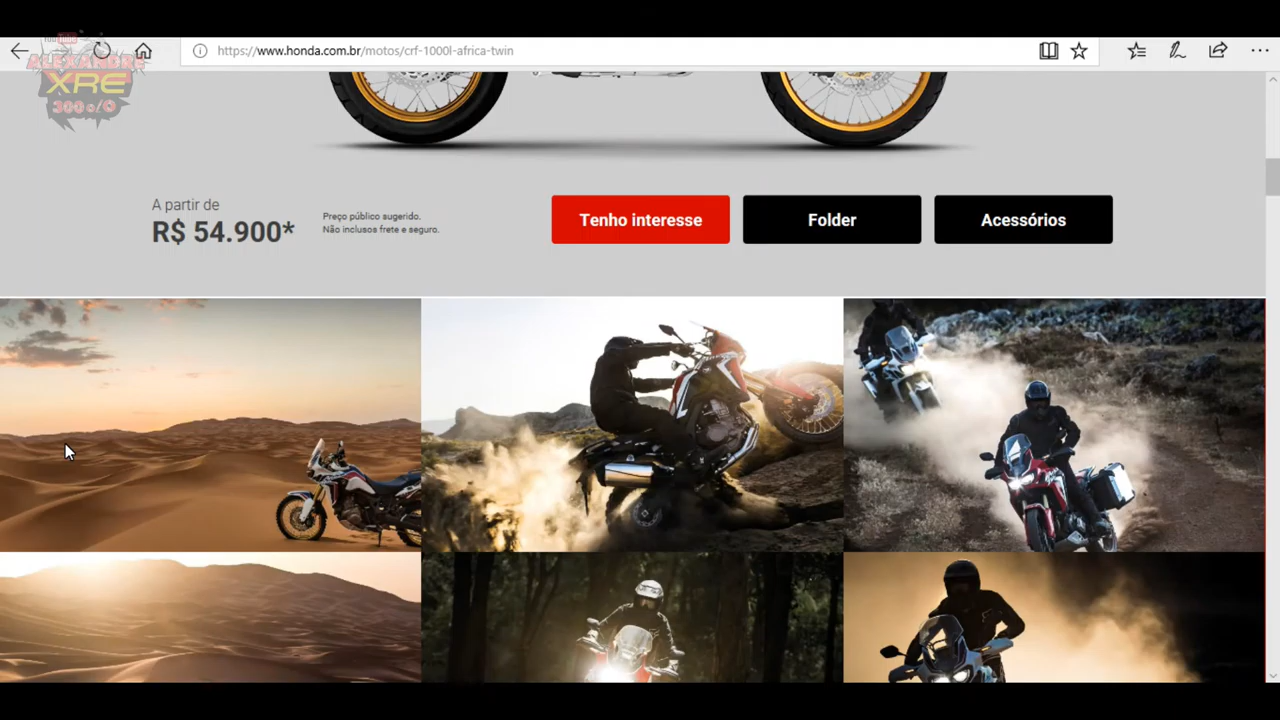 https://www.honda.com.br/motos/crf-1000l-africa-twin
ALEXANDRE
XRE
300%
A partir de
R$ 54.900*
Preço público sugerido.
Não inclusos frete e seguro.
Tenho interesse
Folder
Acessórios